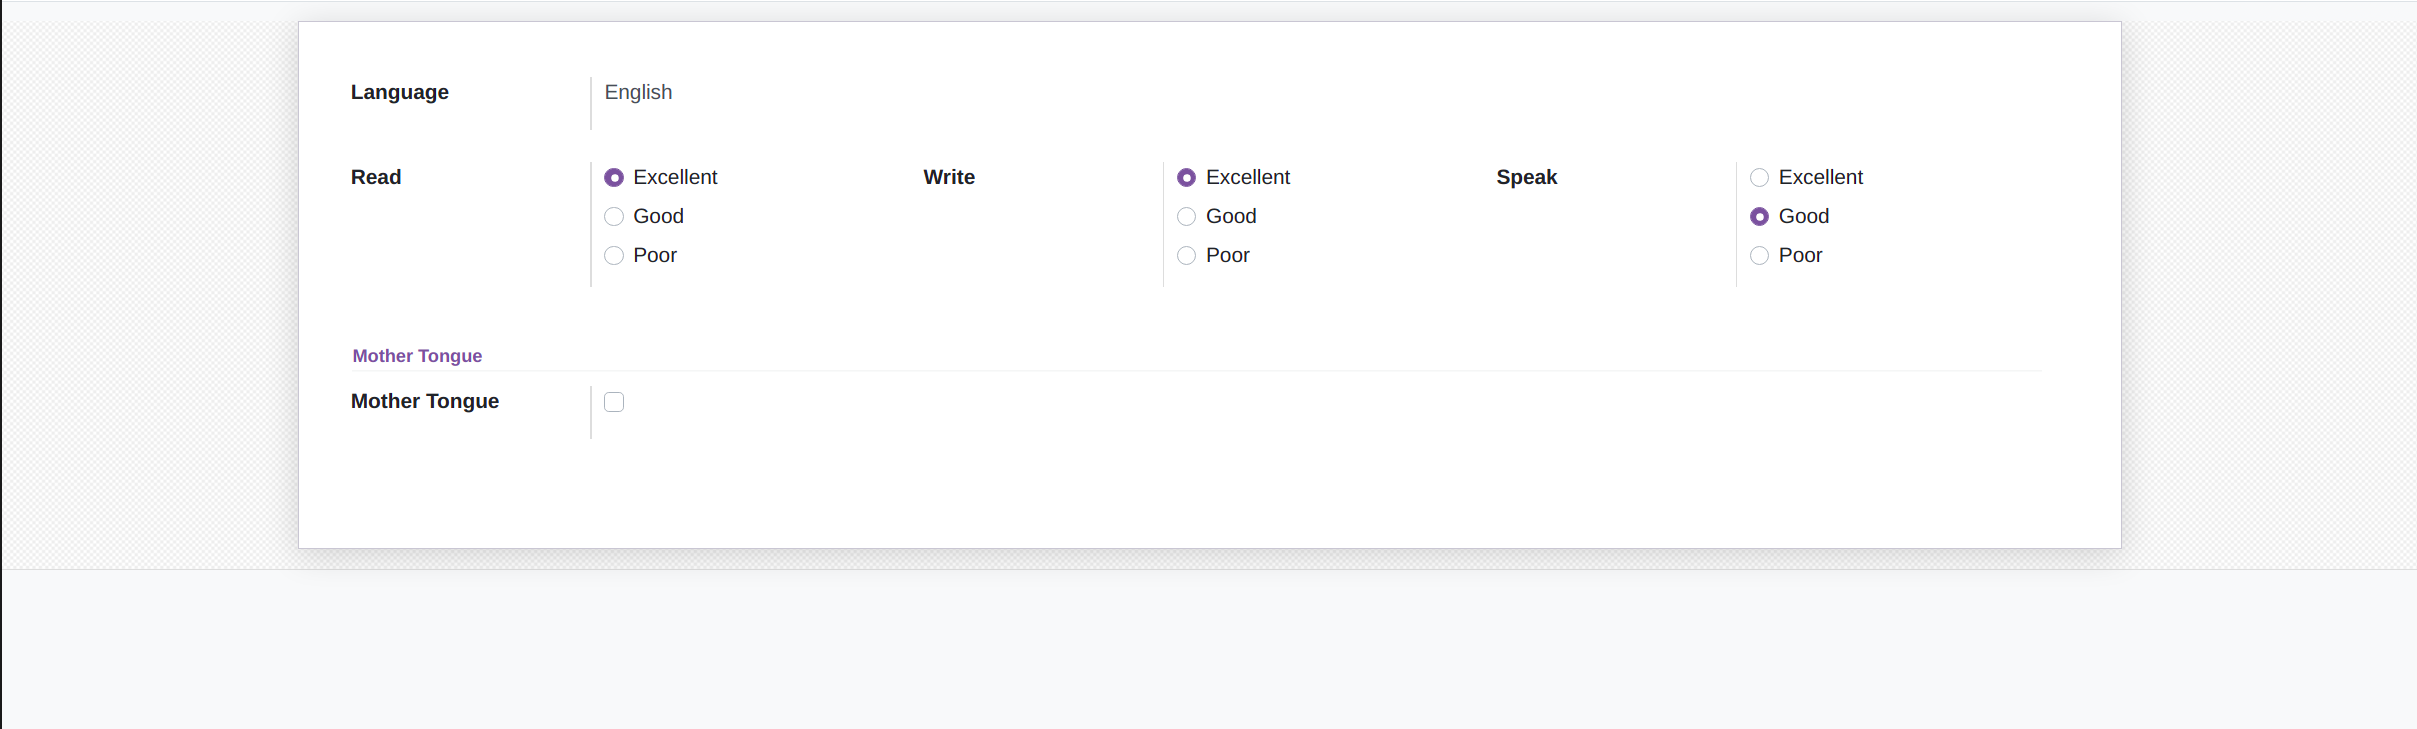 Language English
Read Excellent Write Excellent Speak Excellent
Good Good Good
Poor Poor Poor
Mother Tongue
Mother Tongue